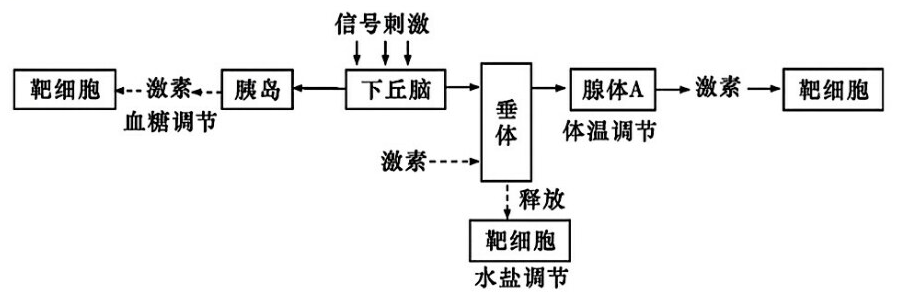 信号刺激
靶细胞 激素 胰岛 下丘脑 垂体 腺体A 激素 靶细胞
血糖调节 体温调节
激素
释放
靶细胞
水盐调节